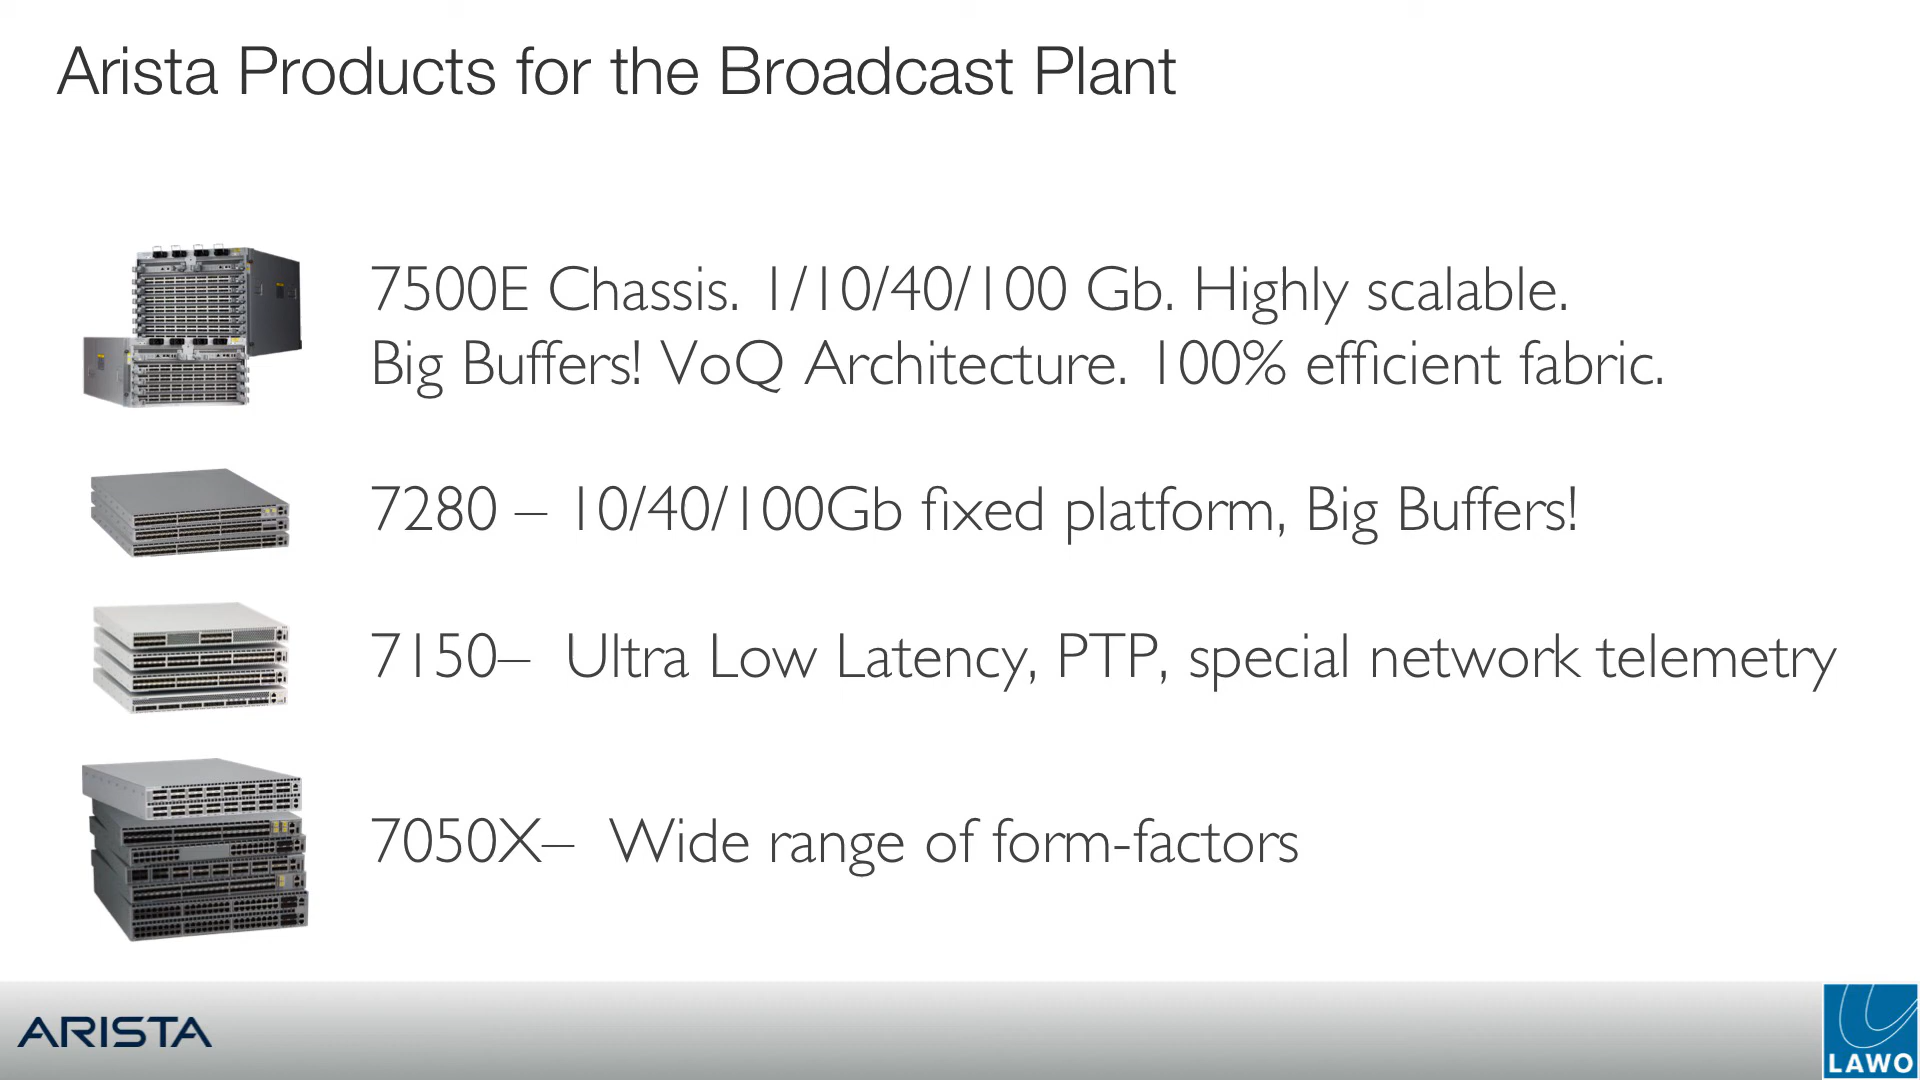 Arista Products for the Broadcast Plant
7500E Chassis. 1/10/40/100 Gb. Highly scalable.
Big Buffers! VoQ Architecture. 100% efficient fabric.
7280 – 10/40/100Gb fixed platform, Big Buffers!
7150–  Ultra Low Latency, PTP, special network telemetry
7050X–  Wide range of form-factors
ARISTA
LAWO